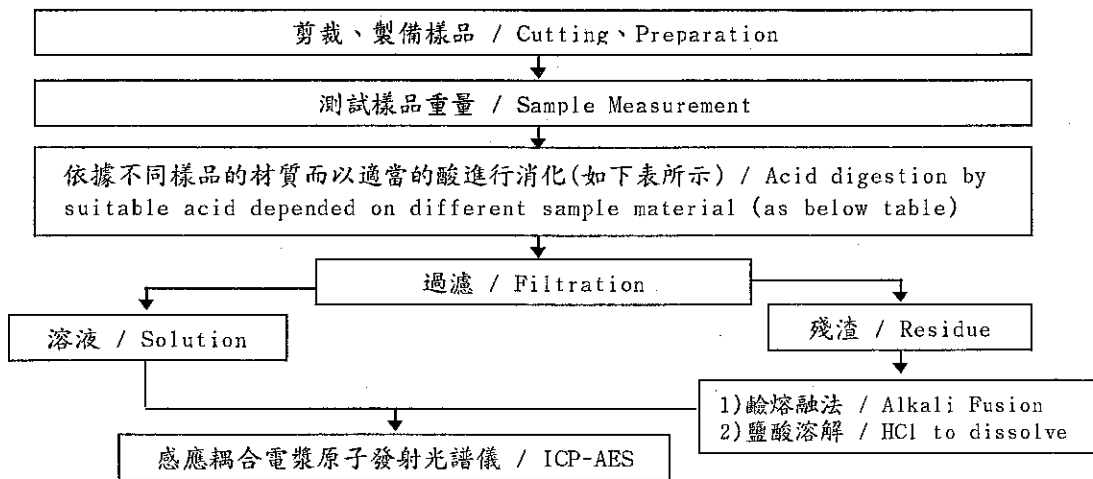 剪裁、製備樣品 / Cutting、Preparation
測試樣品重量 / Sample Measurement
依據不同樣品的材質而以適當的酸進行消化(如下表所示) / Acid digestion by
suitable acid depended on different sample material (as below table)
過濾 / Filtration
溶液 / Solution
殘渣 / Residue
1)鹼熔融法 / Alkali Fusion
2)鹽酸溶解 / HCl to dissolve
感應耦合電漿原子發射光譜儀 / ICP-AES